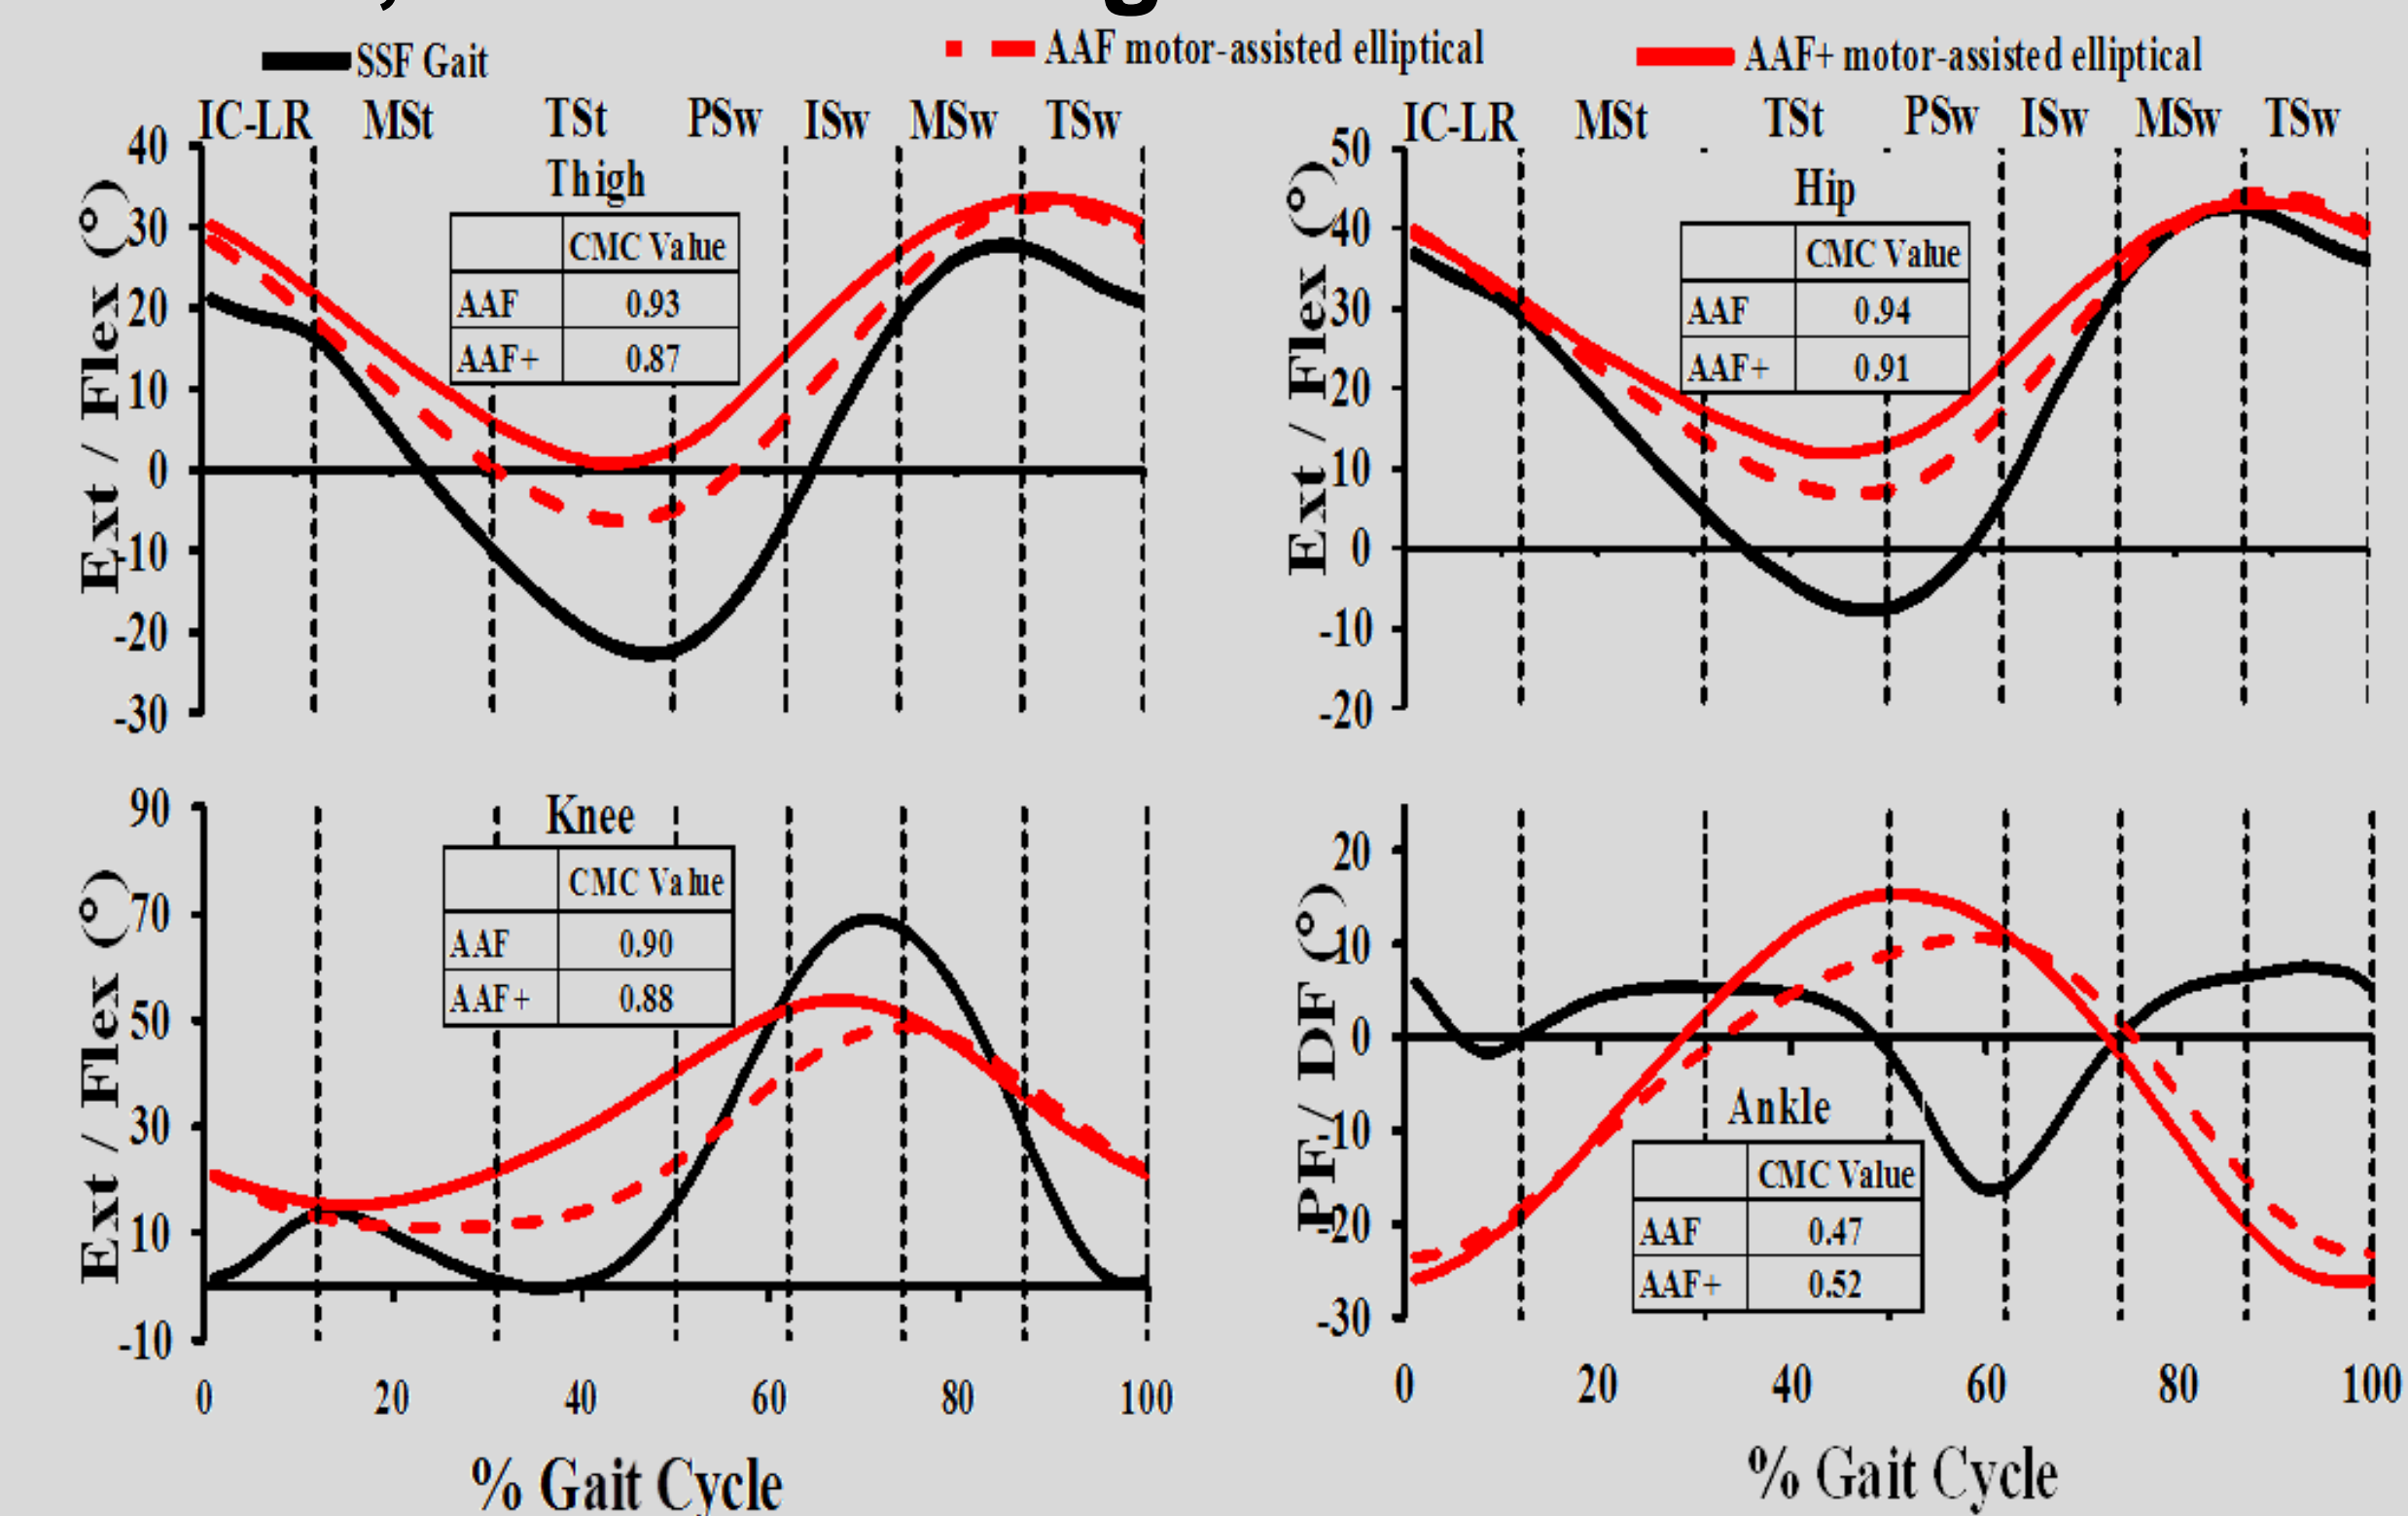 SSF Gait
AAF motor-assisted elliptical
AAF+ motor-assisted elliptical
IC-LR MSt TSt PSw ISw MSw TSw
Thigh
CMC Value
AAF 0.93
AAF+ 0.87
Ext / Flex (°)
40
30
20
10
0
-10
-20
-30
IC-LR MSt TSt PSw ISw MSw TSw
Hip
CMC Value
AAF 0.94
AAF+ 0.91
Ext / Flex (°)
50
40
30
20
10
0
-10
-20
Knee
CMC Value
AAF 0.90
AAF+ 0.88
Ext / Flex (°)
90
70
50
30
10
-10
0 20 40 60 80 100
% Gait Cycle
Ankle
CMC Value
AAF 0.47
AAF+ 0.52
PF / DF (°)
20
10
0
-10
-20
-30
0 20 40 60 80 100
% Gait Cycle